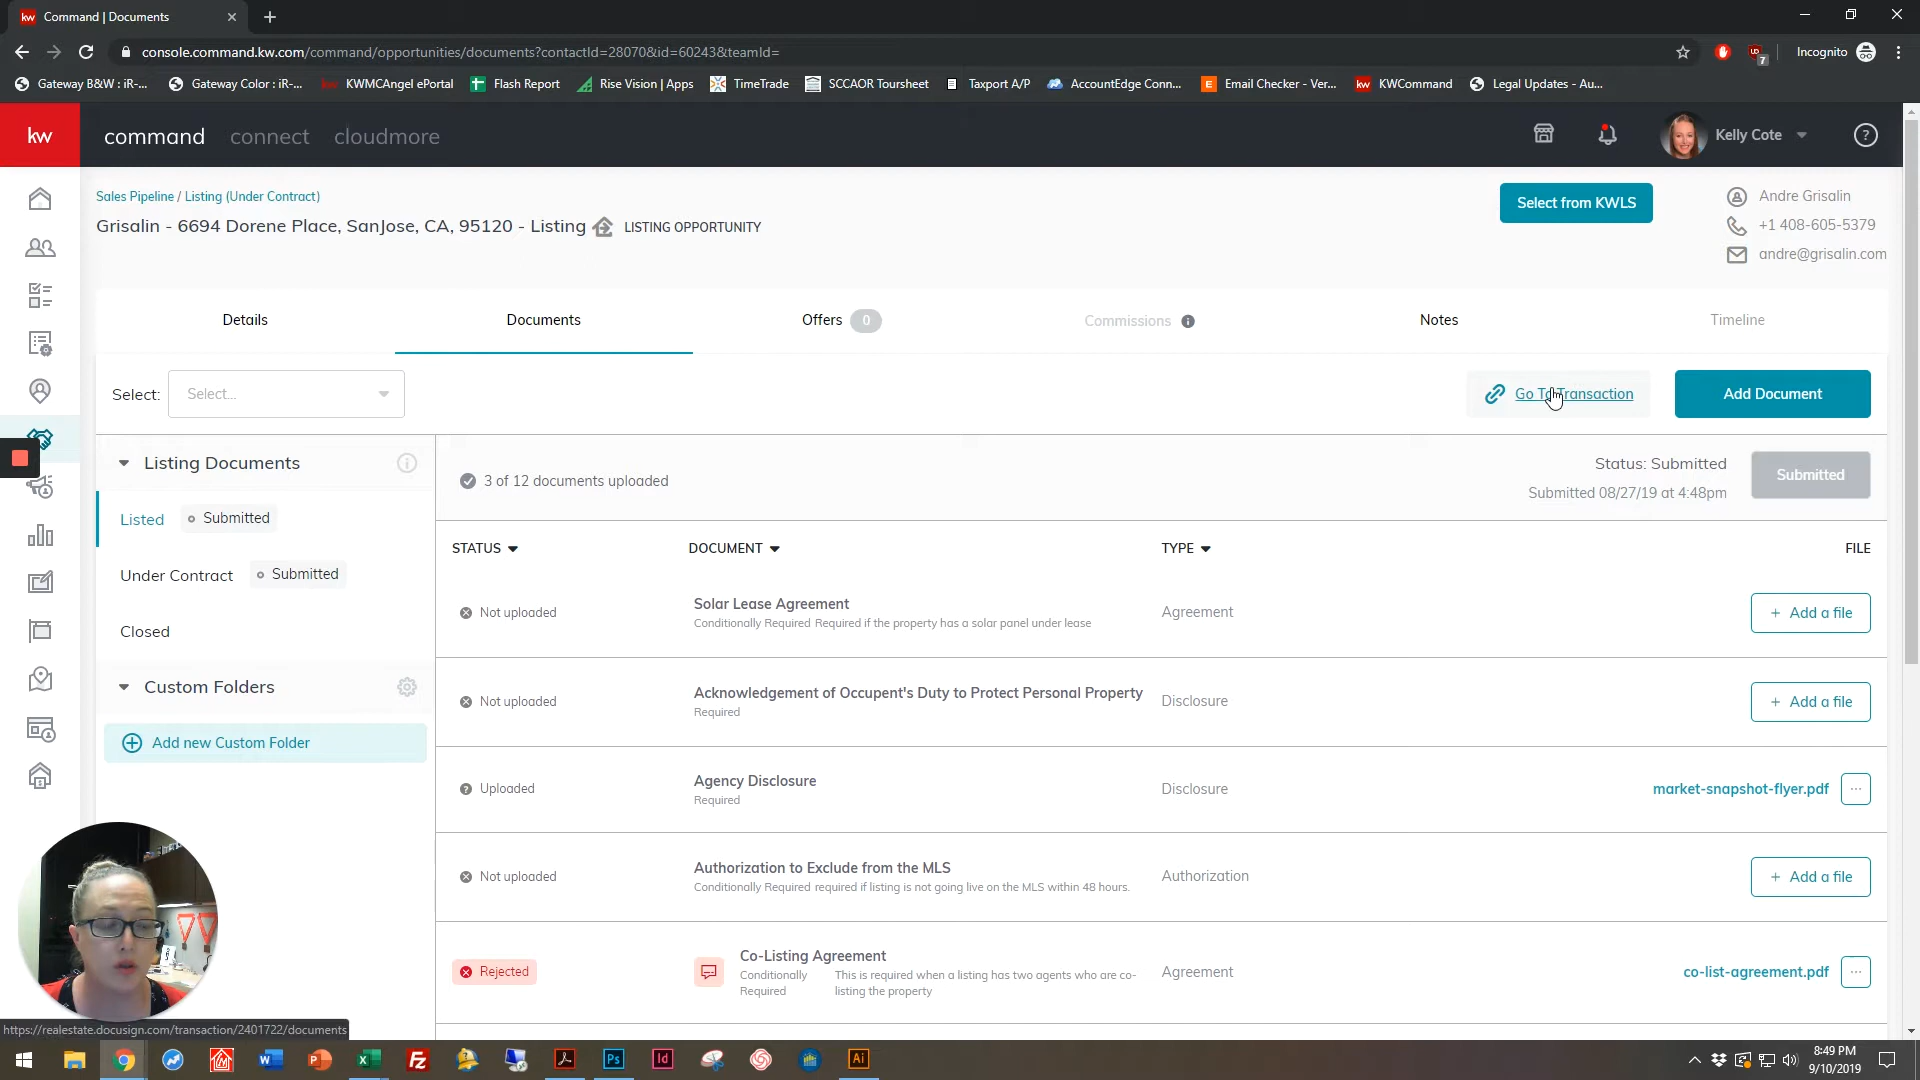 kw Command | Documents
console.command.kw.com/command/opportunities/documents?contactId=28070&id=60243&teamId=
7
Incognito
Gateway B&W : iR-...
Gateway Color : iR-...
kw KWMCAngel ePortal
Flash Report
Rise Vision | Apps
TimeTrade
SCCAOR Toursheet
Taxport A/P
AccountEdge Conn...
E Email Checker - Ver...
kw KWCommand
Legal Updates - Au...
kw
command connect cloudmore
Kelly Cote
?
Sales Pipeline / Listing (Under Contract)
Grisalin - 6694 Dorene Place, SanJose, CA, 95120 - Listing LISTING OPPORTUNITY
Select from KWLS
Andre Grisalin
+1 408-605-5379
andre@grisalin.com
Details
Documents
Offers 0
Commissions
Notes
Timeline
Select: Select...
Go To Transaction
Add Document
Listing Documents
Listed Submitted
Under Contract Submitted
Closed
Custom Folders
Add new Custom Folder
3 of 12 documents uploaded
Status: Submitted
Submitted 08/27/19 at 4:48pm
Submitted
STATUS DOCUMENT TYPE FILE
Not uploaded
Solar Lease Agreement
Conditionally Required Required if the property has a solar panel under lease
Agreement
+ Add a file
Not uploaded
Acknowledgement of Occupent's Duty to Protect Personal Property
Required
Disclosure
+ Add a file
Uploaded
Agency Disclosure
Required
Disclosure
market-snapshot-flyer.pdf
...
Not uploaded
Authorization to Exclude from the MLS
Conditionally Required required if listing is not going live on the MLS within 48 hours.
Authorization
+ Add a file
Rejected
Co-Listing Agreement
Conditionally Required
This is required when a listing has two agents who are co-
listing the property
Agreement
co-list-agreement.pdf
...
https://realestate.docusign.com/transaction/2401722/documents
Ps
Id
Ai
8:49 PM
9/10/2019